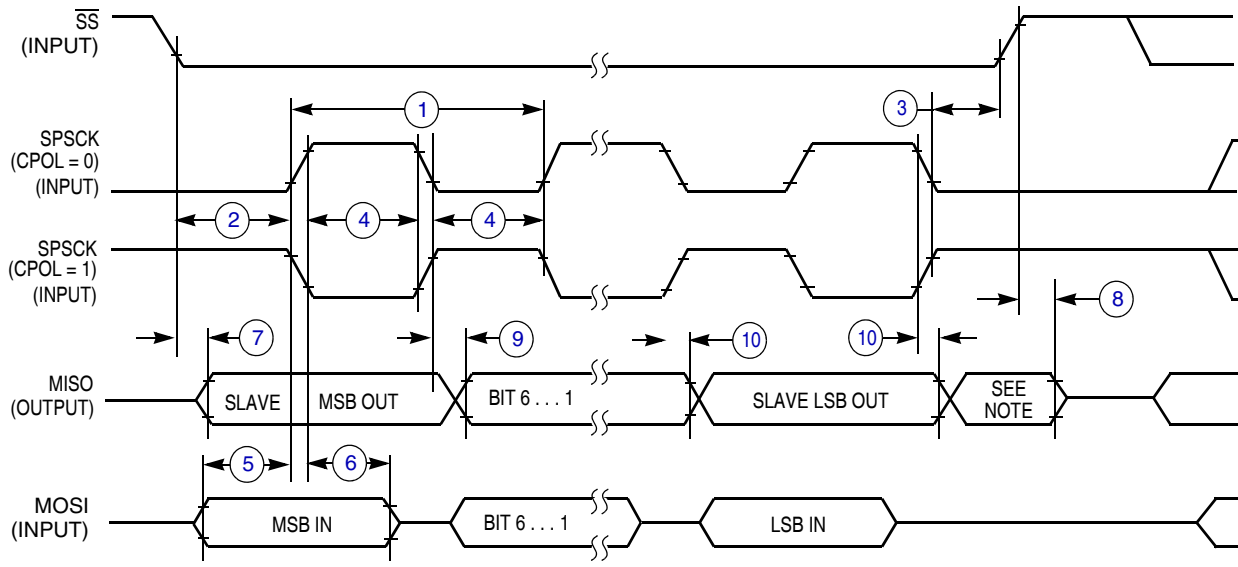 SS
(INPUT)
1
3
SPSCK
(CPOL = 0)
(INPUT)
2
4
4
SPSCK
(CPOL = 1)
(INPUT)
7
9
10
10
8
MISO
(OUTPUT)
SLAVE
MSB OUT
BIT 6 . . . 1
SLAVE LSB OUT
SEE
NOTE
5
6
MOSI
(INPUT)
MSB IN
BIT 6 . . . 1
LSB IN